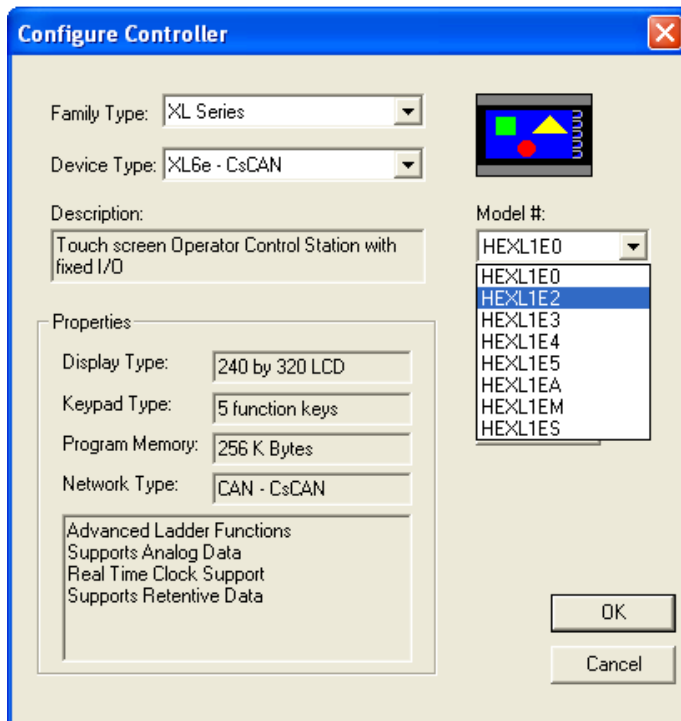 Configure Controller
Family Type: XL Series
Device Type: XL6e - CsCAN
Description:
Touch screen Operator Control Station with
fixed I/O
Model #:
HEXL1E0
HEXL1E0
HEXL1E2
HEXL1E3
HEXL1E4
HEXL1E5
HEXL1EA
HEXL1EM
HEXL1ES
Properties
Display Type: 240 by 320 LCD
Keypad Type: 5 function keys
Program Memory: 256 K Bytes
Network Type: CAN - CsCAN
Advanced Ladder Functions
Supports Analog Data
Real Time Clock Support
Supports Retentive Data
OK
Cancel